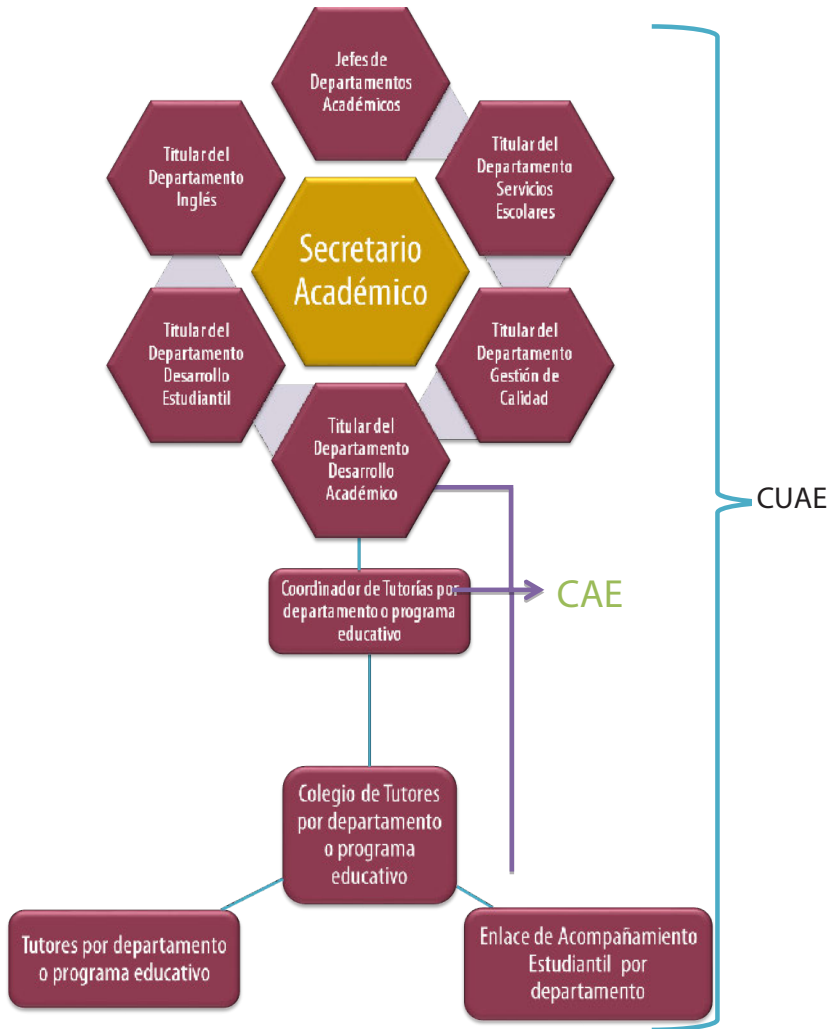 Jefes de
Departamentos
Académicos
Titular del
Departamento
Inglés
Titular del
Departamento
Servicios
Escolares
Secretario
Académico
Titular del
Departamento
Desarrollo
Estudiantil
Titular del
Departamento
Gestión de
Calidad
Titular del
Departamento
Desarrollo
Académico
CUAE
Coordinador de Tutorías por
departamento o programa
educativo
CAE
Colegio de Tutores
por departamento
o programa
educativo
Tutores por departamento
o programa educativo
Enlace de Acompañamiento
Estudiantil por
departamento